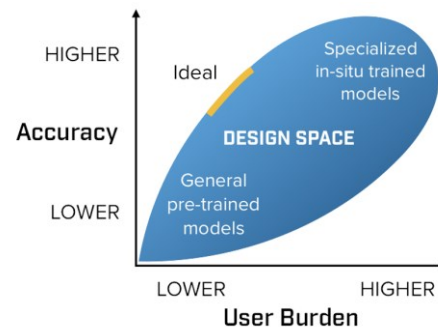 HIGHER
Ideal
Specialized
in-situ trained
models
Accuracy
DESIGN SPACE
General
pre-trained
models
LOWER
LOWER
HIGHER
User Burden